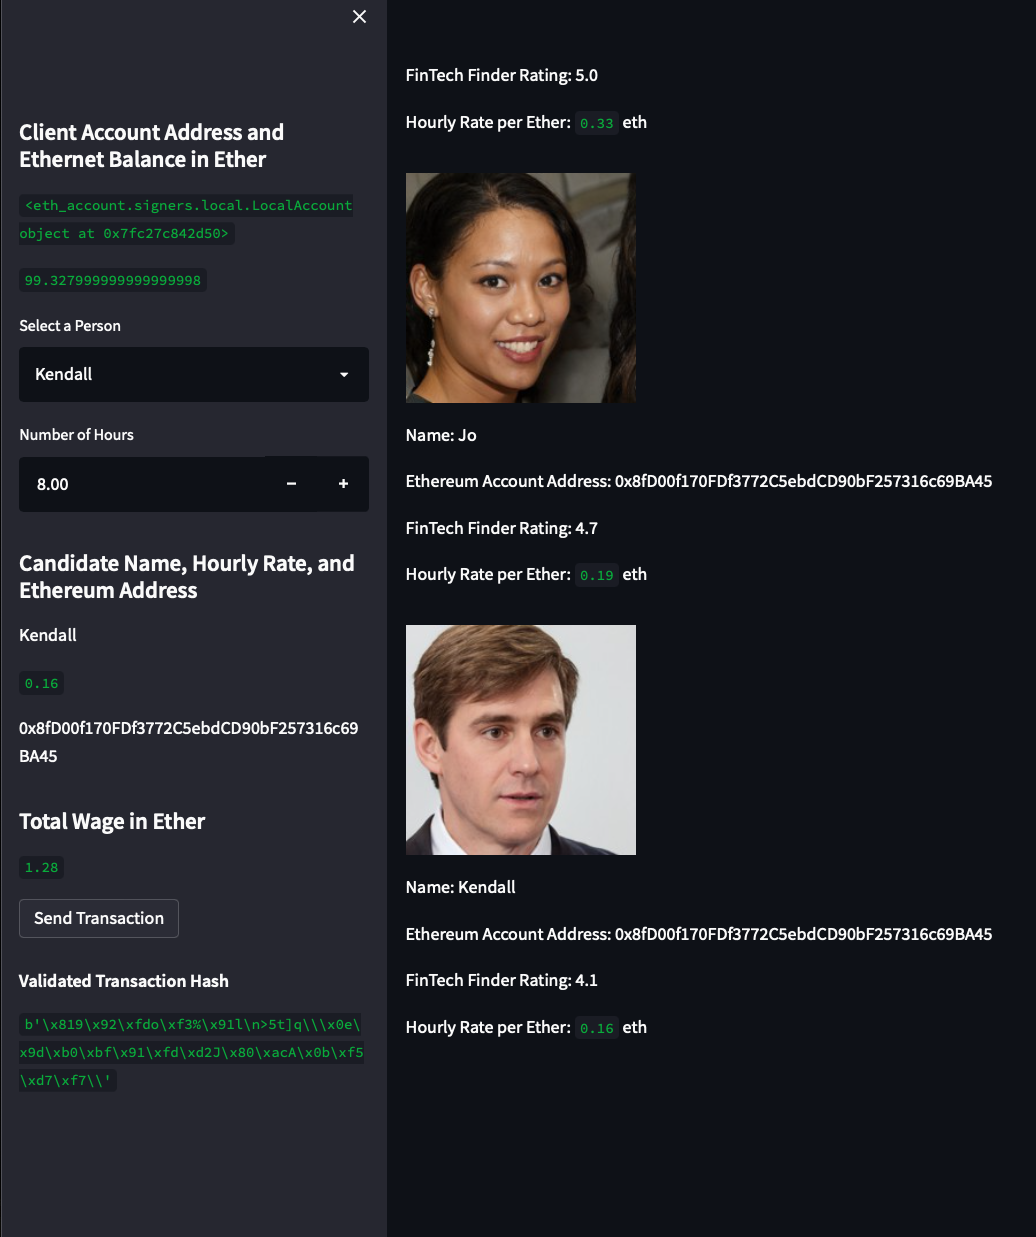 Client Account Address and
Ethernet Balance in Ether
<eth_account.signers.local.LocalAccount
object at 0x7fc27c842d50>
99.327999999999999998
Select a Person
Kendall
Number of Hours
8.00
Candidate Name, Hourly Rate, and
Ethereum Address
Kendall
0.16
0x8fD00f170FDf3772C5ebdCD90bF257316c69
BA45
Total Wage in Ether
1.28
Send Transaction
Validated Transaction Hash
b'\x819\x92\xfdo\xf3%\x91l\n>5t]q\\\x0e\
x9d\xb0\xbf\x91\xfd\xd2J\x80\xacA\x0b\xf5
\xd7\xf7\\'
FinTech Finder Rating: 5.0
Hourly Rate per Ether: 0.33 eth
Name: Jo
Ethereum Account Address: 0x8fD00f170FDf3772C5ebdCD90bF257316c69BA45
FinTech Finder Rating: 4.7
Hourly Rate per Ether: 0.19 eth
Name: Kendall
Ethereum Account Address: 0x8fD00f170FDf3772C5ebdCD90bF257316c69BA45
FinTech Finder Rating: 4.1
Hourly Rate per Ether: 0.16 eth